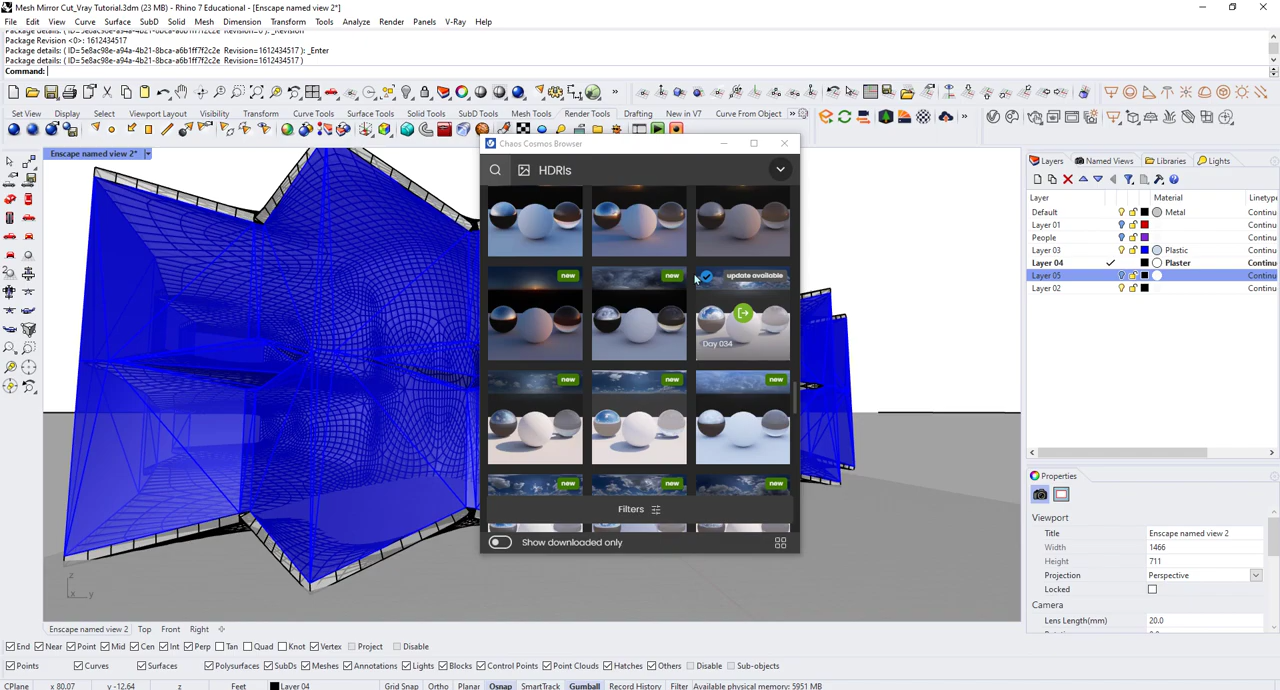 Mesh Mirror Cut_Vray Tutorial.3dm (23 MB) - Rhino 7 Educational - [Enscape named view 2*]
File Edit View Curve Surface SubD Solid Mesh Dimension Transform Tools Analyze Render Panels V-Ray Help
Package Revision <0>: 1612434517
Package details: ( ID=5e8ac98e-a94a-4b21-8bca-a6b1ff7f2c2e Revision=1612434517 ): _Enter
Package details: ( ID=5e8ac98e-a94a-4b21-8bca-a6b1ff7f2c2e Revision=1612434517 )
Command:
Set View Display Select Viewport Layout Visibility Transform Curve Tools Surface Tools Solid Tools SubD Tools Mesh Tools Render Tools Drafting New in V7 Curve From Object
Enscape named view 2*
Chaos Cosmos Browser
HDRIs
new new update available
Day 034
new new new
new new new
Filters
Show downloaded only
Layers Named Views Libraries Lights
Layer Material Linetype
Default Metal Continu
Layer 01 Continu
People Continu
Layer 03 Plastic Continu
Layer 04 Plaster Continu
Layer 05 Continu
Layer 02 Continu
Properties
Viewport
Title Enscape named view 2
Width 1466
Height 711
Projection Perspective
Locked
Camera
Lens Length(mm) 20.0
z
x y
Enscape named view 2 Top Front Right
End Near Point Mid Cen Int Perp Tan Quad Knot Vertex Project Disable
Points Curves Surfaces Polysurfaces SubDs Meshes Annotations Lights Blocks Control Points Point Clouds Hatches Others Disable Sub-objects
CPlane x 80.07 y -12.64 z Feet Layer 04 Grid Snap Ortho Planar Osnap SmartTrack Gumball Record History Filter Available physical memory: 5951 MB